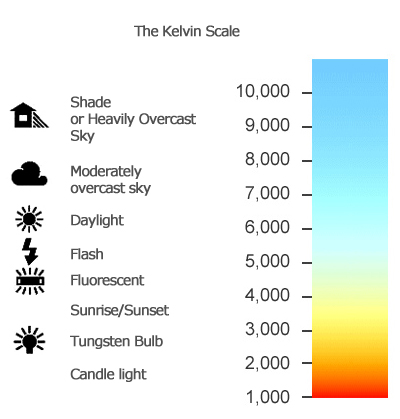 The Kelvin Scale
10,000
Shade
or Heavily Overcast
Sky
9,000
8,000
Moderately
overcast sky
7,000
Daylight
6,000
Flash
5,000
Fluorescent
4,000
Sunrise/Sunset
3,000
Tungsten Bulb
2,000
Candle light
1,000